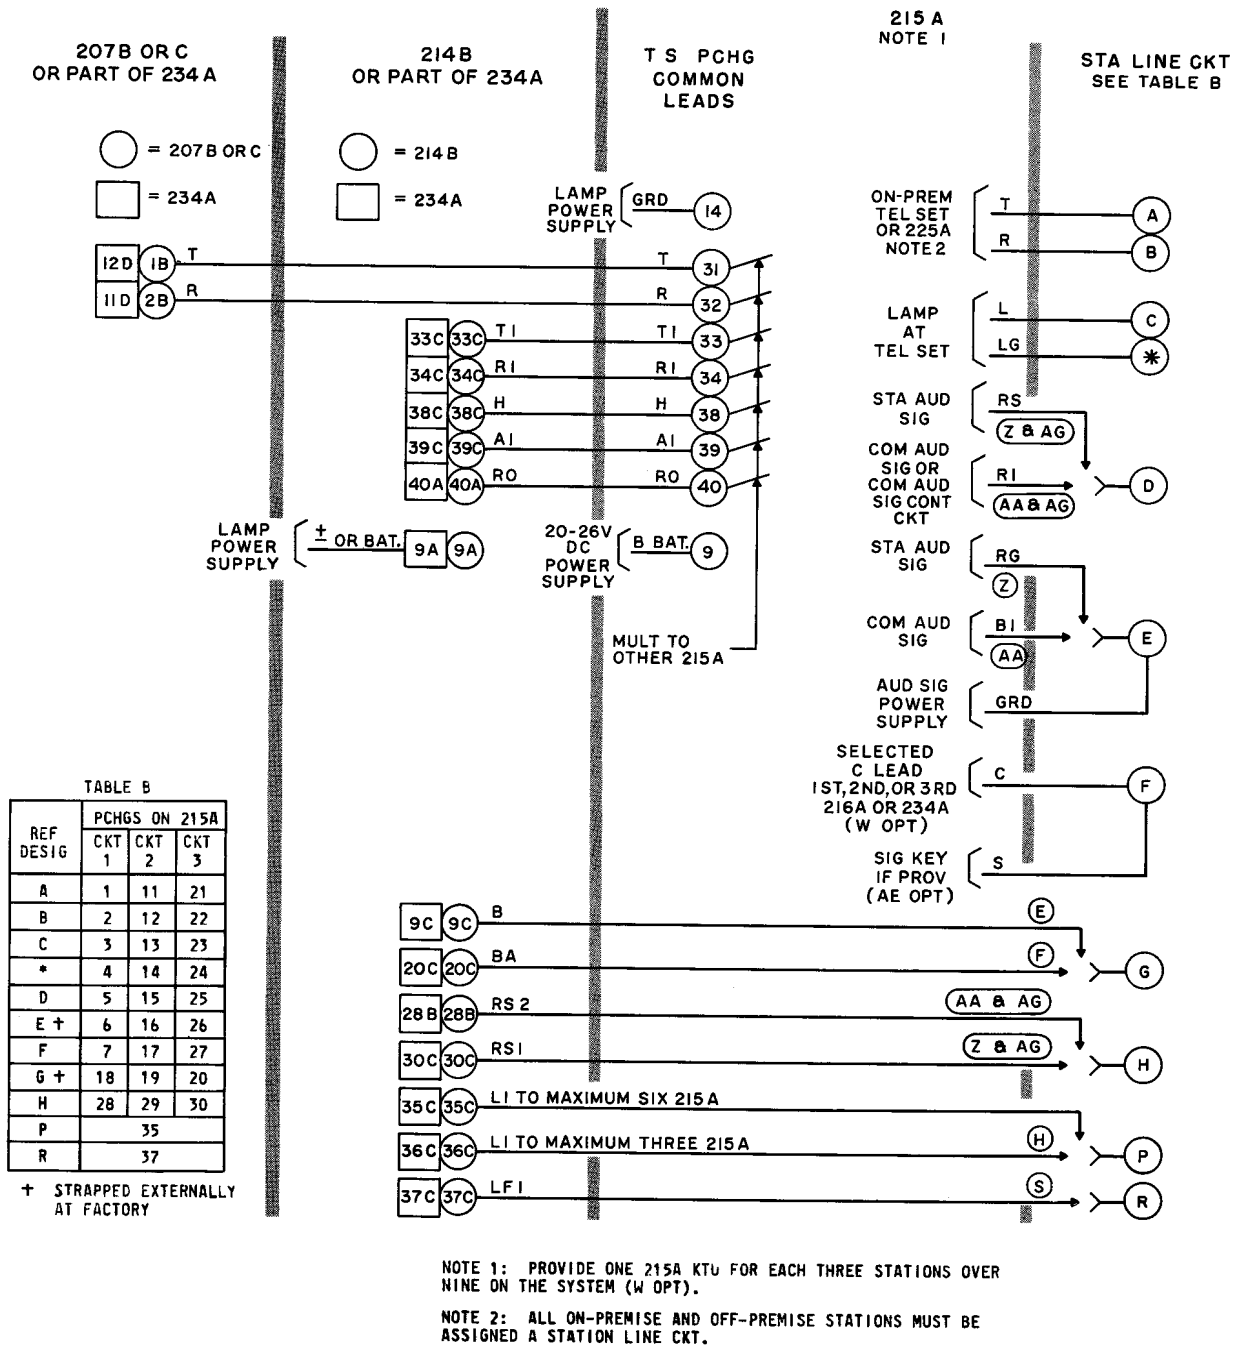 207B OR C
OR PART OF 234A
214B
OR PART OF 234A
TS PCHG
COMMON
LEADS
215A
NOTE 1
STA LINE CKT
SEE TABLE B
= 207B OR C
= 234A
= 214B
= 234A
LAMP
POWER
SUPPLY
GRD
14
12D 1B T T 31
11D 2B R R 32
33C 33C T1 T1 33
34C 34C R1 R1 34
38C 38C H H 38
39C 39C A1 A1 39
40A 40A RO RO 40
LAMP
POWER
SUPPLY
± OR BAT.
9A 9A
20-26V
DC
POWER
SUPPLY
B BAT.
9
MULT TO
OTHER 215A
ON-PREM
TEL SET
OR 225A
NOTE 2
T A
R B
LAMP
AT
TEL SET
L C
LG *
STA AUD
SIG
RS
Z & AG
COM AUD
SIG OR
COM AUD
SIG CONT
CKT
R1
AA & AG
D
STA AUD
SIG
RG
Z
COM AUD
SIG
B1
AA
E
AUD SIG
POWER
SUPPLY
GRD
SELECTED
C LEAD
1ST, 2ND, OR 3RD
216A OR 234A
(W OPT)
C
F
SIG KEY
IF PROV
(AE OPT)
S
9C 9C B E
20C 20C BA F
G
28B 28B RS2 AA & AG
30C 30C RS1 Z & AG
H
35C 35C L1 TO MAXIMUM SIX 215A
36C 36C L1 TO MAXIMUM THREE 215A H
P
37C 37C LF1 S R
TABLE B
REF
DESIG
PCHGS ON 215A
CKT
1
CKT
2
CKT
3
A 1 11 21
B 2 12 22
C 3 13 23
* 4 14 24
D 5 15 25
E + 6 16 26
F 7 17 27
G + 18 19 20
H 28 29 30
P 35
R 37
+ STRAPPED EXTERNALLY
AT FACTORY
NOTE 1: PROVIDE ONE 215A KTU FOR EACH THREE STATIONS OVER
NINE ON THE SYSTEM (W OPT).
NOTE 2: ALL ON-PREMISE AND OFF-PREMISE STATIONS MUST BE
ASSIGNED A STATION LINE CKT.